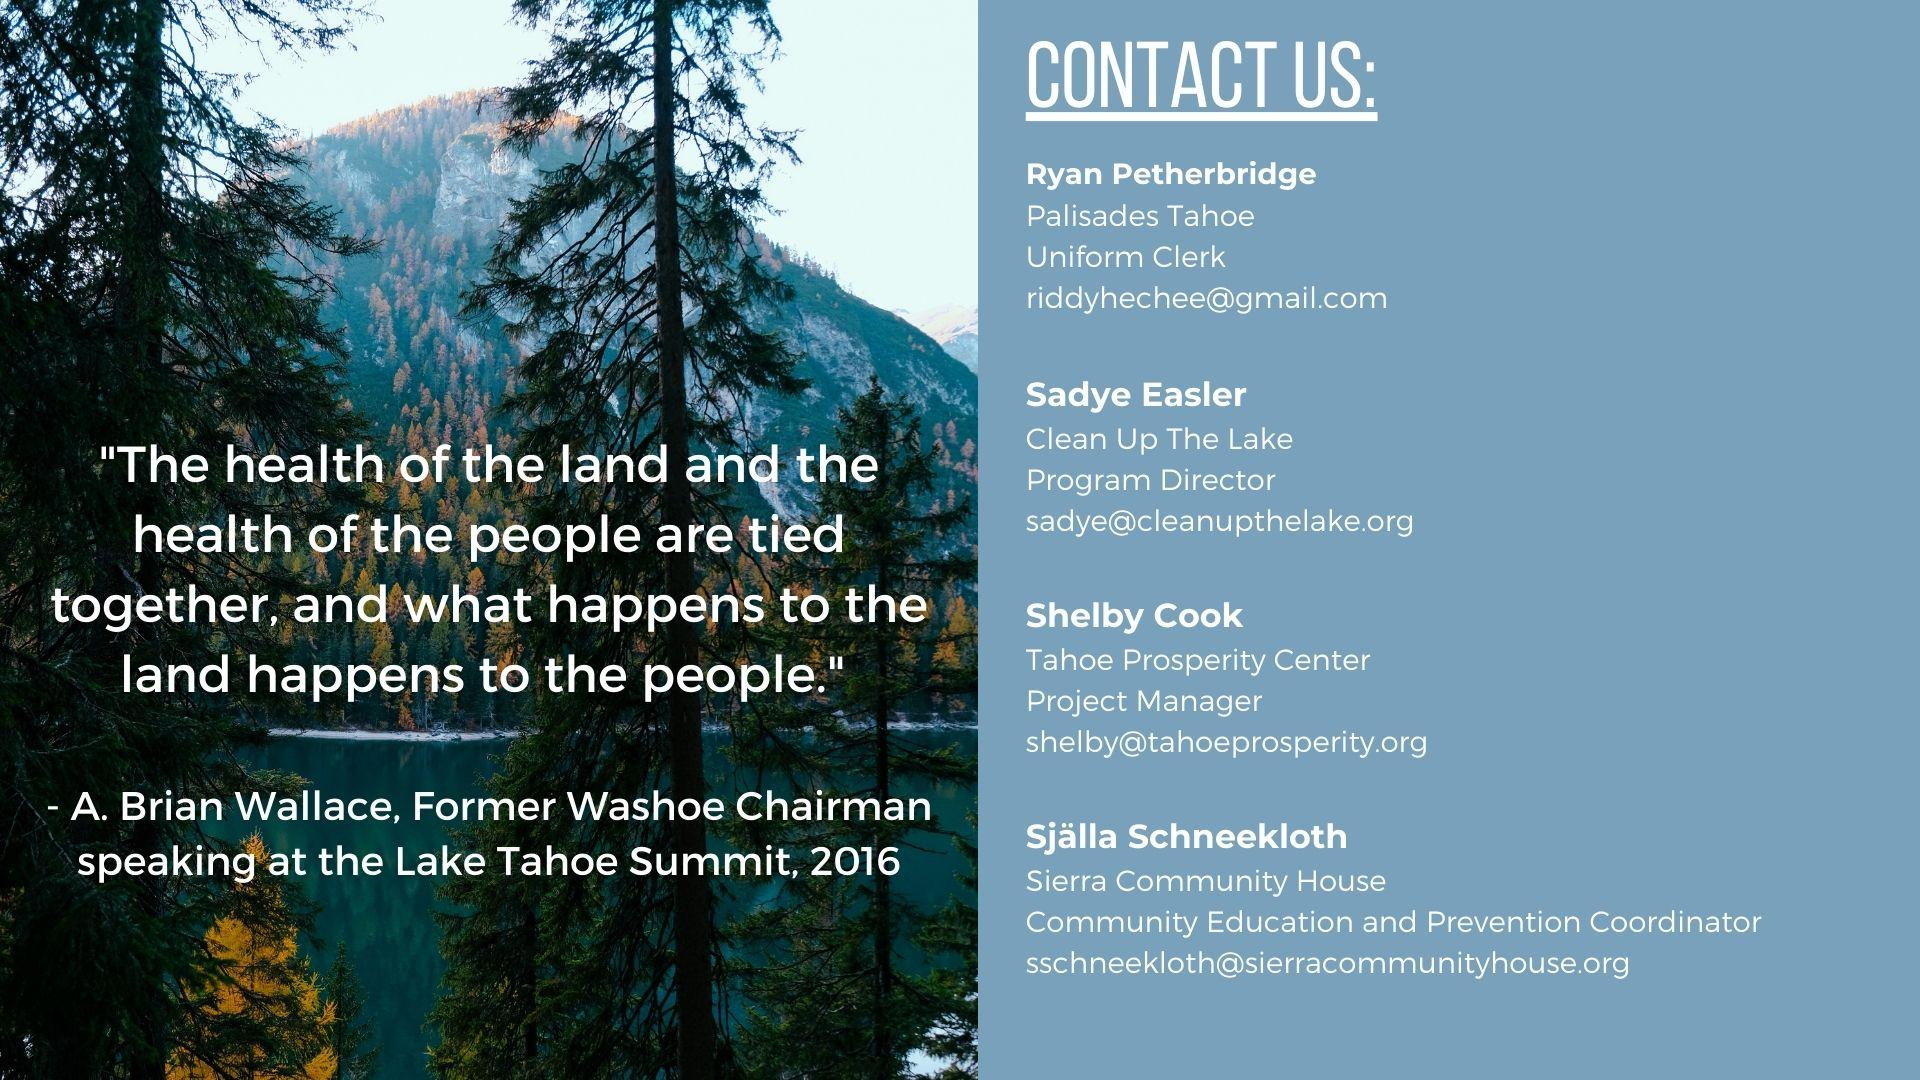 "The health of the land and the
health of the people are tied
together, and what happens to the
land happens to the people."
- A. Brian Wallace, Former Washoe Chairman
speaking at the Lake Tahoe Summit, 2016
CONTACT US:
Ryan Petherbridge
Palisades Tahoe
Uniform Clerk
riddyhechee@gmail.com
Sadye Easler
Clean Up The Lake
Program Director
sadye@cleanupthelake.org
Shelby Cook
Tahoe Prosperity Center
Project Manager
shelby@tahoeprosperity.org
Själla Schneekloth
Sierra Community House
Community Education and Prevention Coordinator
sschneekloth@sierracommunityhouse.org